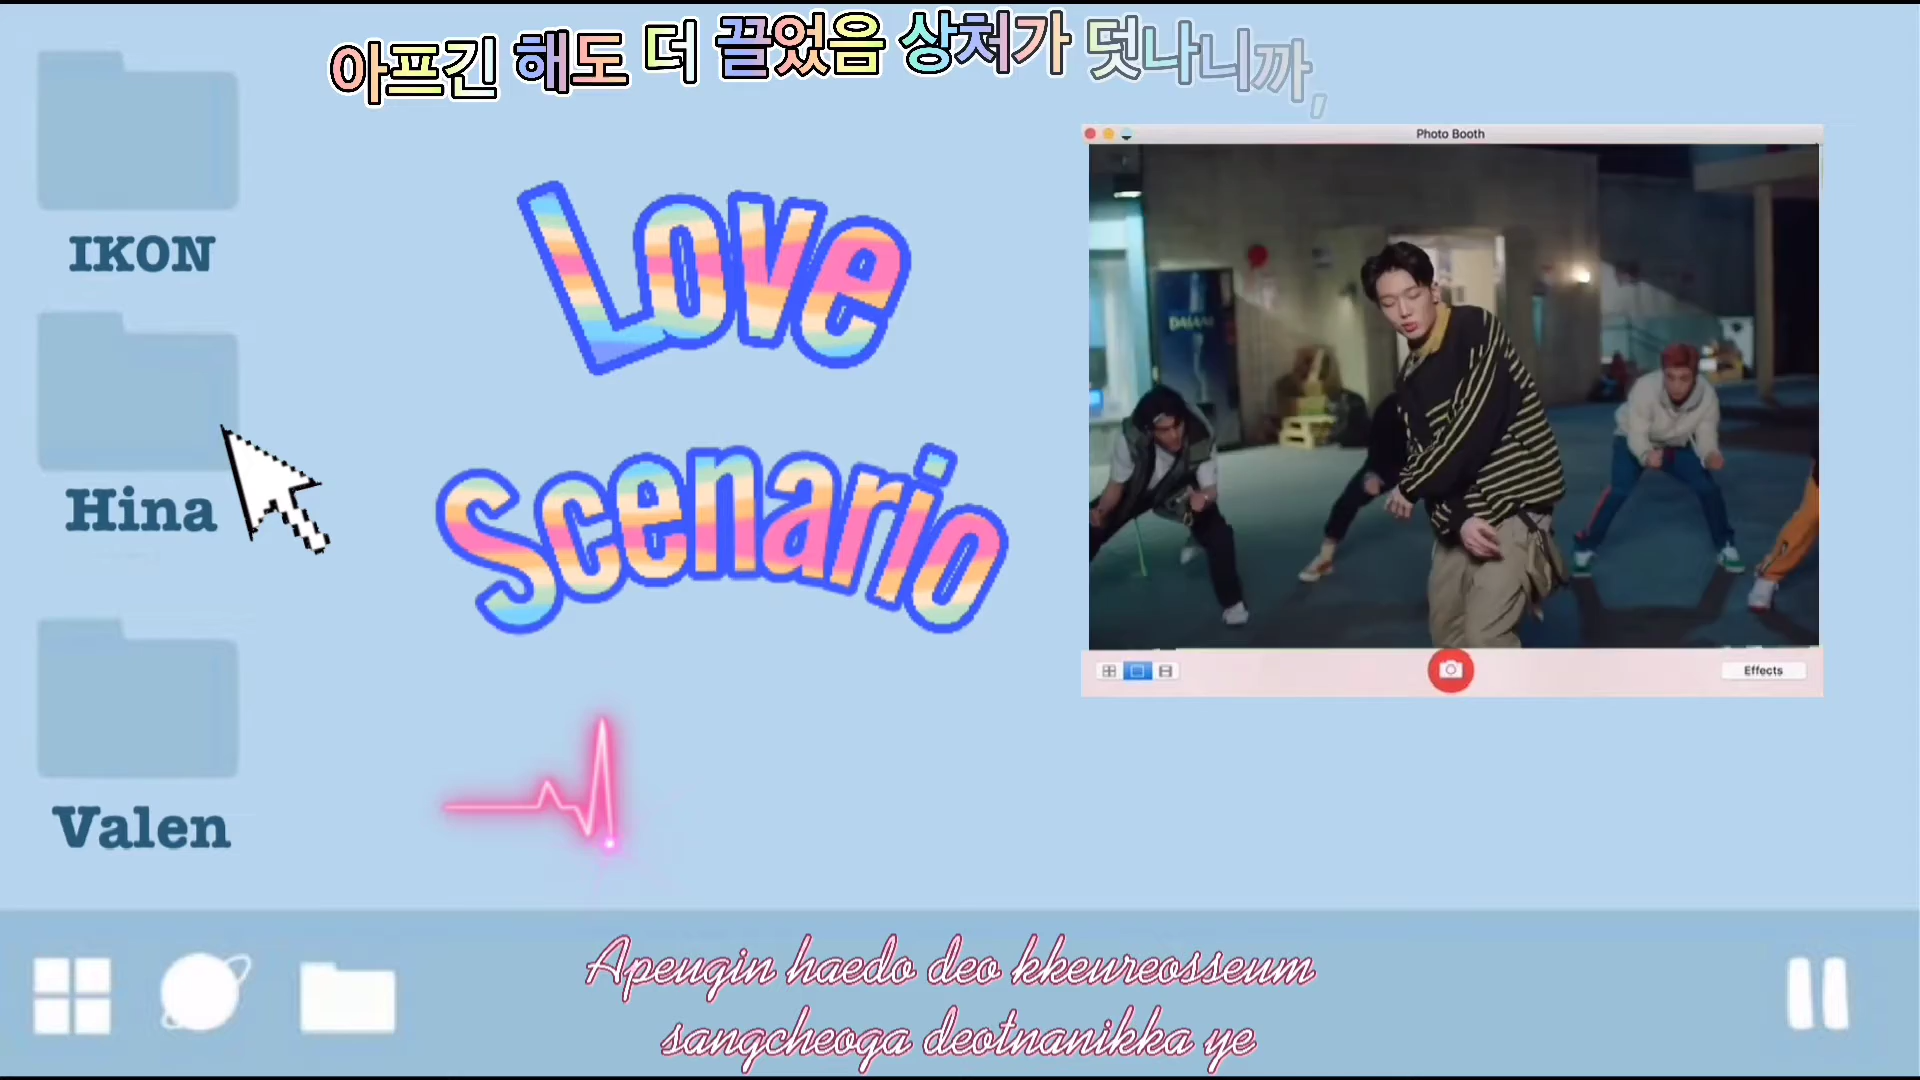 아프긴 해도 더 끌었음 상처가 덧나니까,
IKON
Hina
Valen
Love
Scenario
Photo Booth
DASANI
Effects
Apeugin haedo deo kkeureosseum
sangcheoga deotnanikka ye